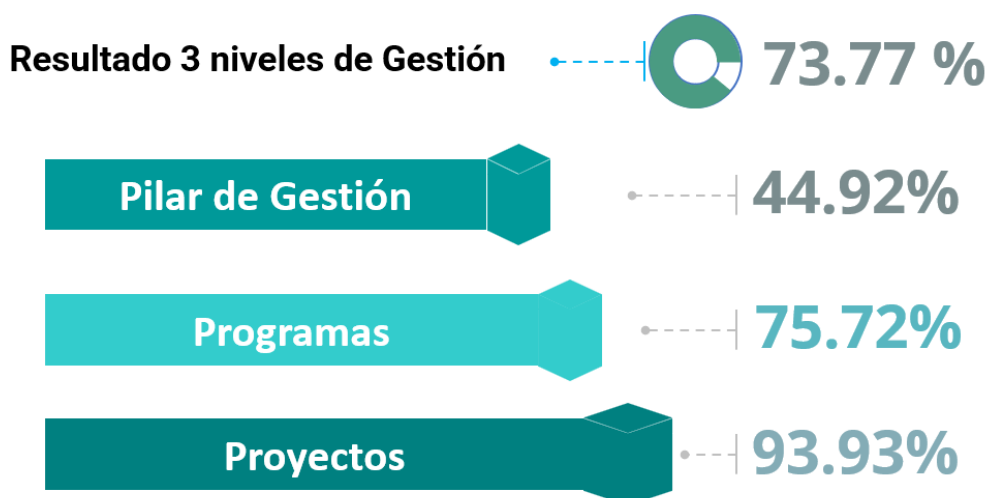 Resultado 3 niveles de Gestión 73.77 %
Pilar de Gestión 44.92%
Programas 75.72%
Proyectos 93.93%